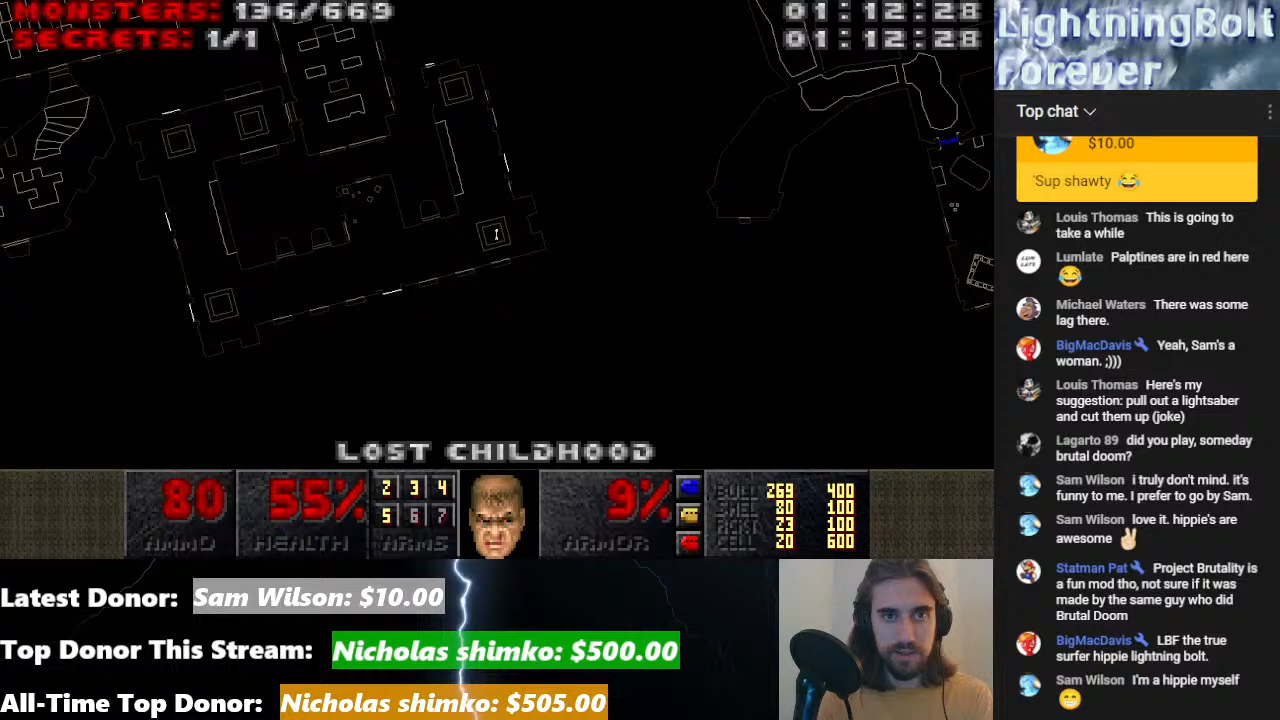 MONSTERS: 136/669
SECRETS: 1/1
01:12:28
01:12:28
LOST CHILDHOOD
80
AMMO
55%
HEALTH
2 3 4
5 6 7
ARMS
9%
ARMOR
BULL 269 400
SHEL 80 100
RCKT 23 100
CELL 20 600
Latest Donor: Sam Wilson: $10.00
Top Donor This Stream: Nicholas shimko: $500.00
All-Time Top Donor: Nicholas shimko: $505.00
LightningBolt
Forever
Top chat
$10.00
'Sup shawty 😂
Louis Thomas This is going to
take a while
LUM
LATE
Lumlate Palptines are in red here
😂
Michael Waters There was some
lag there.
BigMacDavis Yeah, Sam's a
woman. ;)))
Louis Thomas Here's my
suggestion: pull out a lightsaber
and cut them up (joke)
Lagarto 89 did you play, someday
brutal doom?
Sam Wilson i truly don't mind. it's
funny to me. I prefer to go by Sam.
Sam Wilson love it. hippie's are
awesome ✌🏼
Statman Pat Project Brutality is
a fun mod tho, not sure if it was
made by the same guy who did
Brutal Doom
BigMacDavis LBF the true
surfer hippie lightning bolt.
Sam Wilson I'm a hippie myself
😁